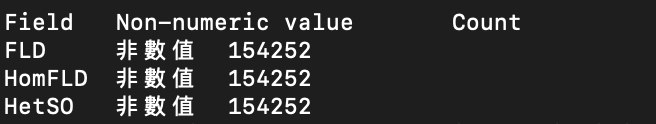 Field Non-numeric value Count
FLD 非數值 154252
HomFLD 非數值 154252
HetSO 非數值 154252